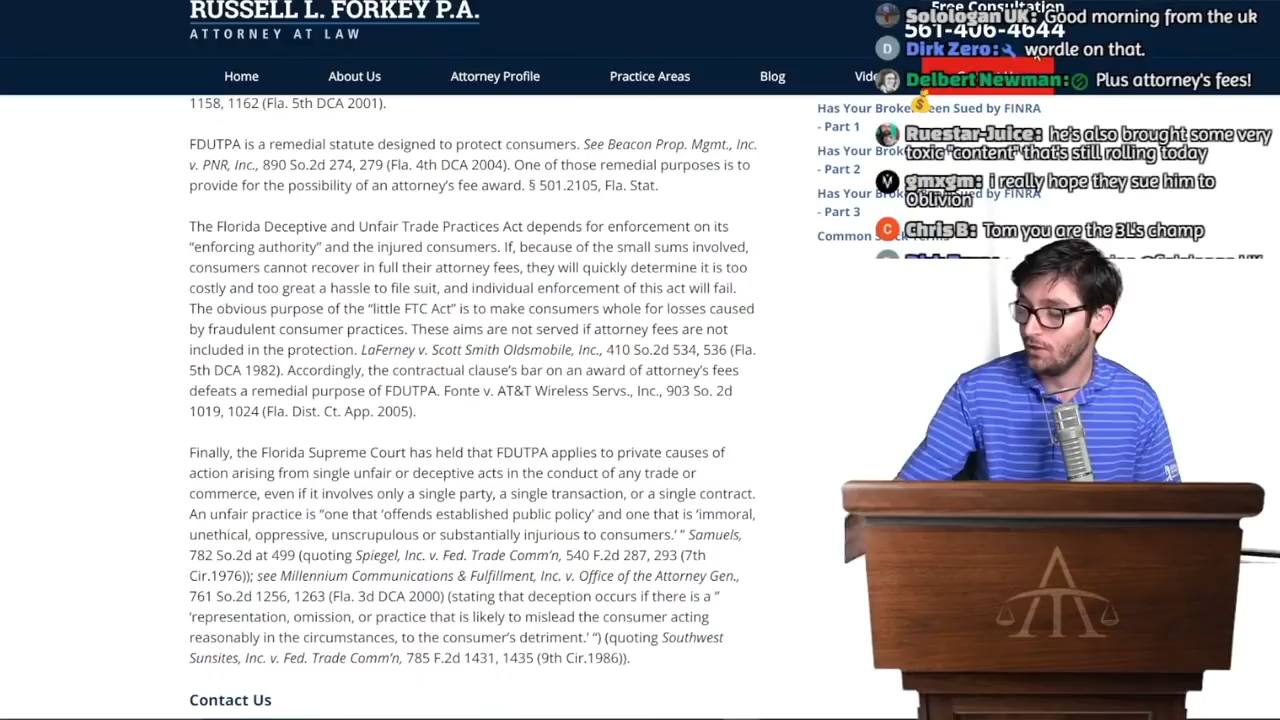 RUSSELL L. FORKEY P.A.
ATTORNEY AT LAW
Free Consultation
561-406-4644
Home
About Us
Attorney Profile
Practice Areas
Blog
Solologan UK: Good morning from the uk
Dirk Zero: wordle on that.
Delbert Newman: Plus attorney's fees!
Ruestar-Juice: he's also brought some very
toxic "content" that's still rolling today
gmxgm: i really hope they sue him to
Oblivion
Chris B: Tom you are the 3L's champ
1158, 1162 (Fla. 5th DCA 2001).
FDUTPA is a remedial statute designed to protect consumers. See Beacon Prop. Mgmt., Inc.
v. PNR, Inc., 890 So.2d 274, 279 (Fla. 4th DCA 2004). One of those remedial purposes is to
provide for the possibility of an attorney's fee award. § 501.2105, Fla. Stat.
The Florida Deceptive and Unfair Trade Practices Act depends for enforcement on its
“enforcing authority” and the injured consumers. If, because of the small sums involved,
consumers cannot recover in full their attorney fees, they will quickly determine it is too
costly and too great a hassle to file suit, and individual enforcement of this act will fail.
The obvious purpose of the “little FTC Act” is to make consumers whole for losses caused
by fraudulent consumer practices. These aims are not served if attorney fees are not
included in the protection. LaFerney v. Scott Smith Oldsmobile, Inc., 410 So.2d 534, 536 (Fla.
5th DCA 1982). Accordingly, the contractual clause's bar on an award of attorney's fees
defeats a remedial purpose of FDUTPA. Fonte v. AT&T Wireless Servs., Inc., 903 So. 2d
1019, 1024 (Fla. Dist. Ct. App. 2005).
Finally, the Florida Supreme Court has held that FDUTPA applies to private causes of
action arising from single unfair or deceptive acts in the conduct of any trade or
commerce, even if it involves only a single party, a single transaction, or a single contract.
An unfair practice is “one that ‘offends established public policy’ and one that is ‘immoral,
unethical, oppressive, unscrupulous or substantially injurious to consumers.’ ” Samuels,
782 So.2d at 499 (quoting Spiegel, Inc. v. Fed. Trade Comm'n, 540 F.2d 287, 293 (7th
Cir.1976)); see Millennium Communications & Fulfillment, Inc. v. Office of the Attorney Gen.,
761 So.2d 1256, 1263 (Fla. 3d DCA 2000) (stating that deception occurs if there is a ”
‘representation, omission, or practice that is likely to mislead the consumer acting
reasonably in the circumstances, to the consumer's detriment.’ “) (quoting Southwest
Sunsites, Inc. v. Fed. Trade Comm'n, 785 F.2d 1431, 1435 (9th Cir.1986)).
Contact Us
Has Your Broker Been Sued by FINRA
- Part 1
Has Your
- Part 2
Has Your Sued by FINRA
- Part 3
Common